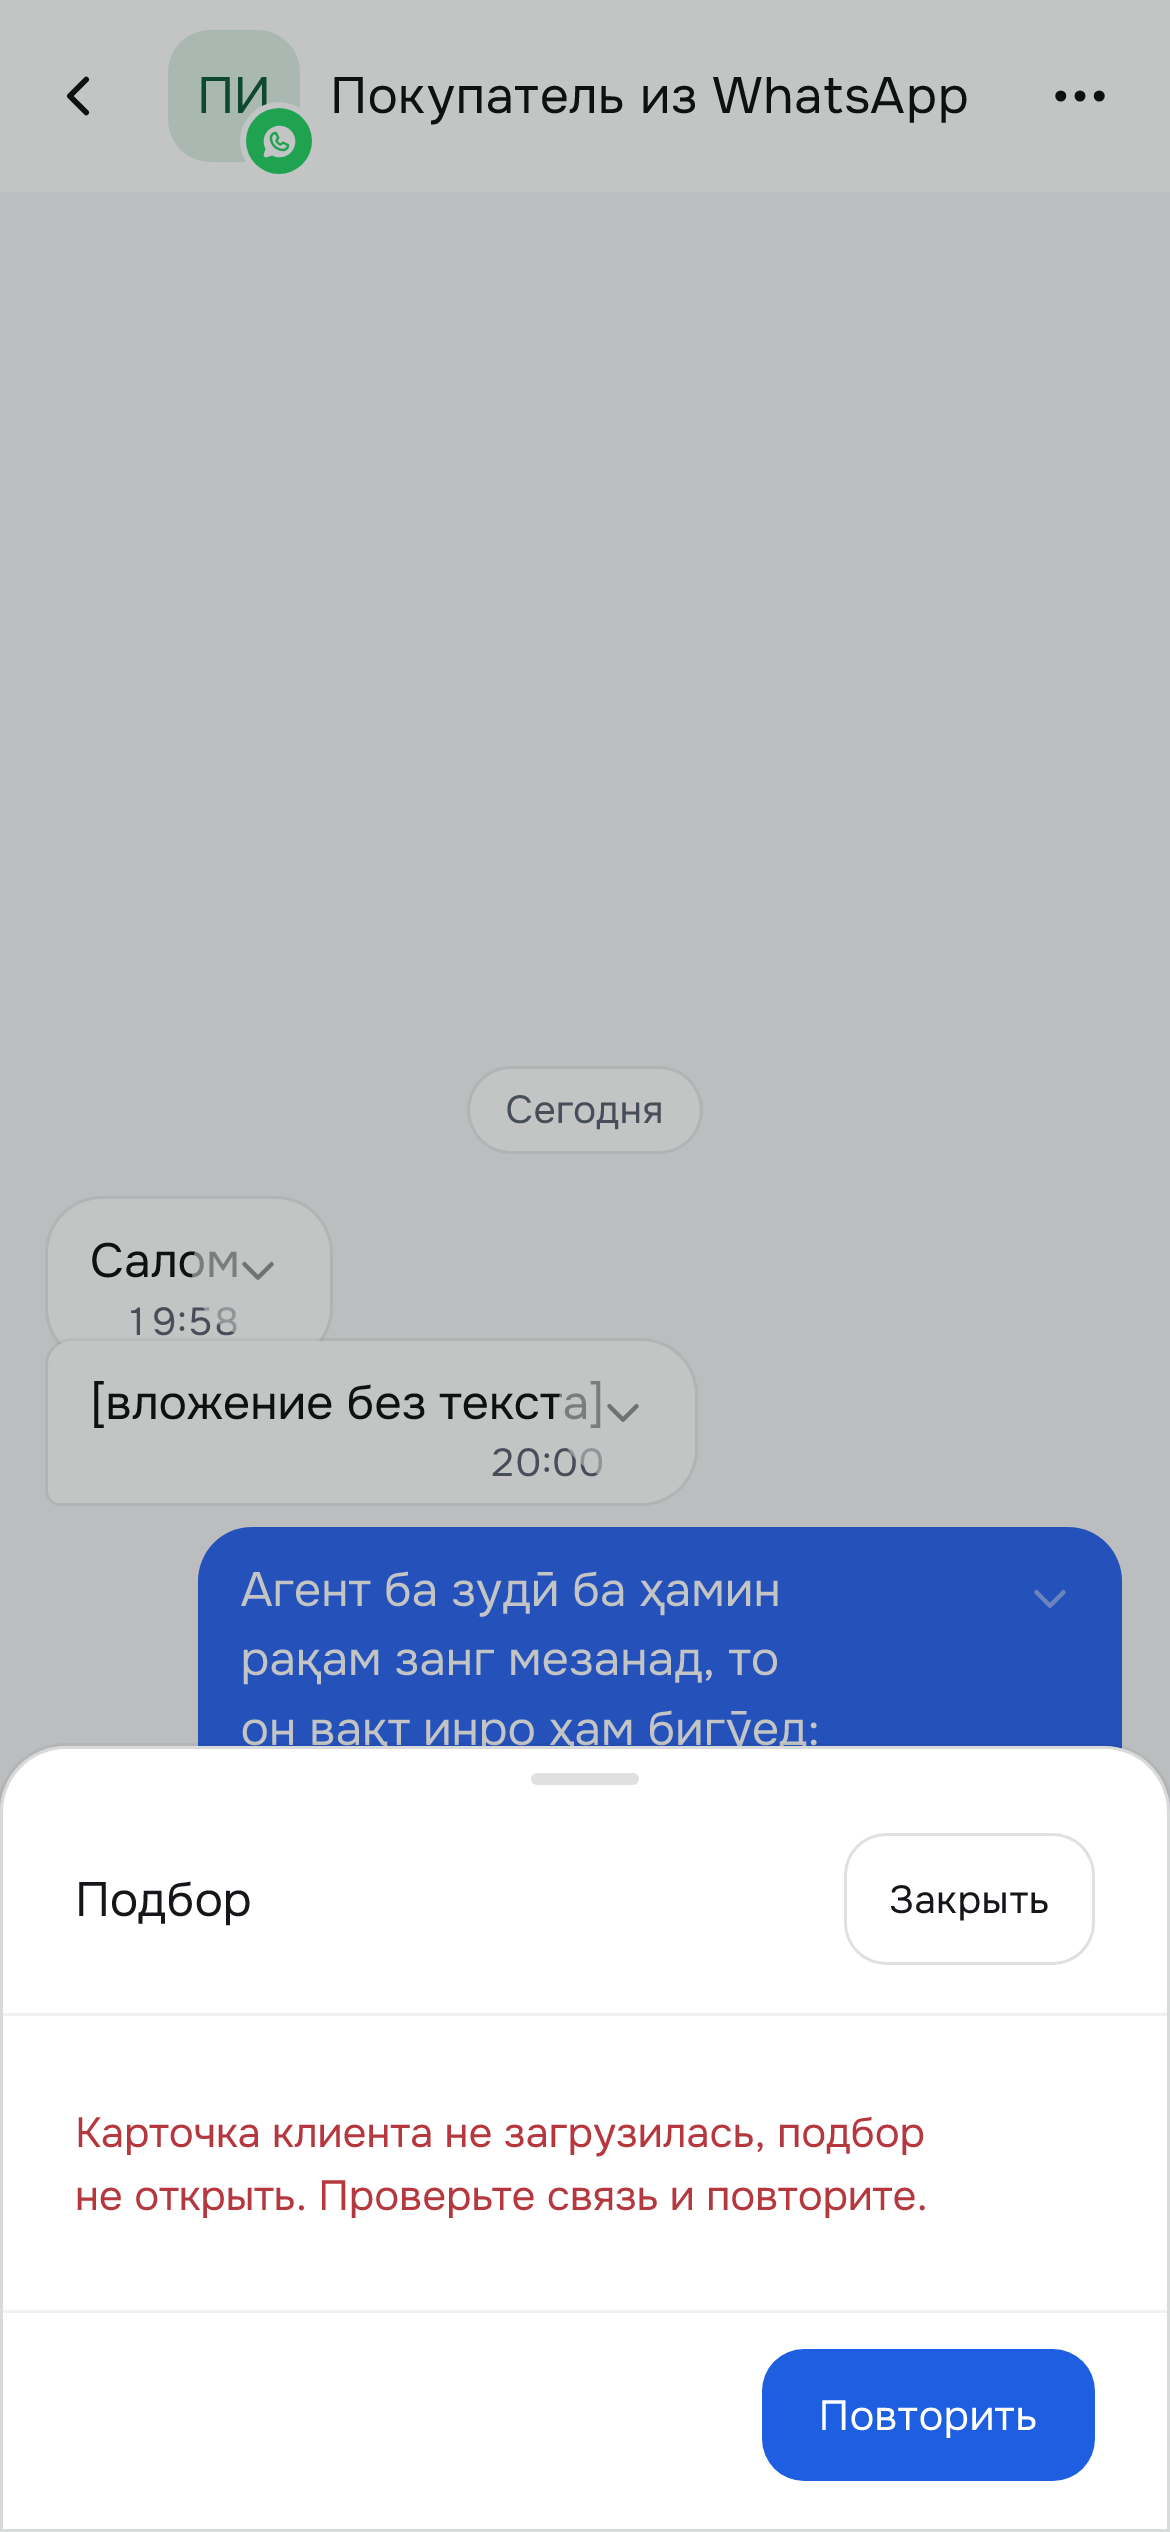 ПИ
Покупатель из WhatsApp
Сегодня
Салом
19:58
[вложение без текста]
20:00
Агент ба зудӣ ба ҳамин
рақам занг мезанад, то
он вақт инро ҳам бигӯед:
Подбор
Закрыть
Карточка клиента не загрузилась, подбор
не открыть. Проверьте связь и повторите.
Повторить